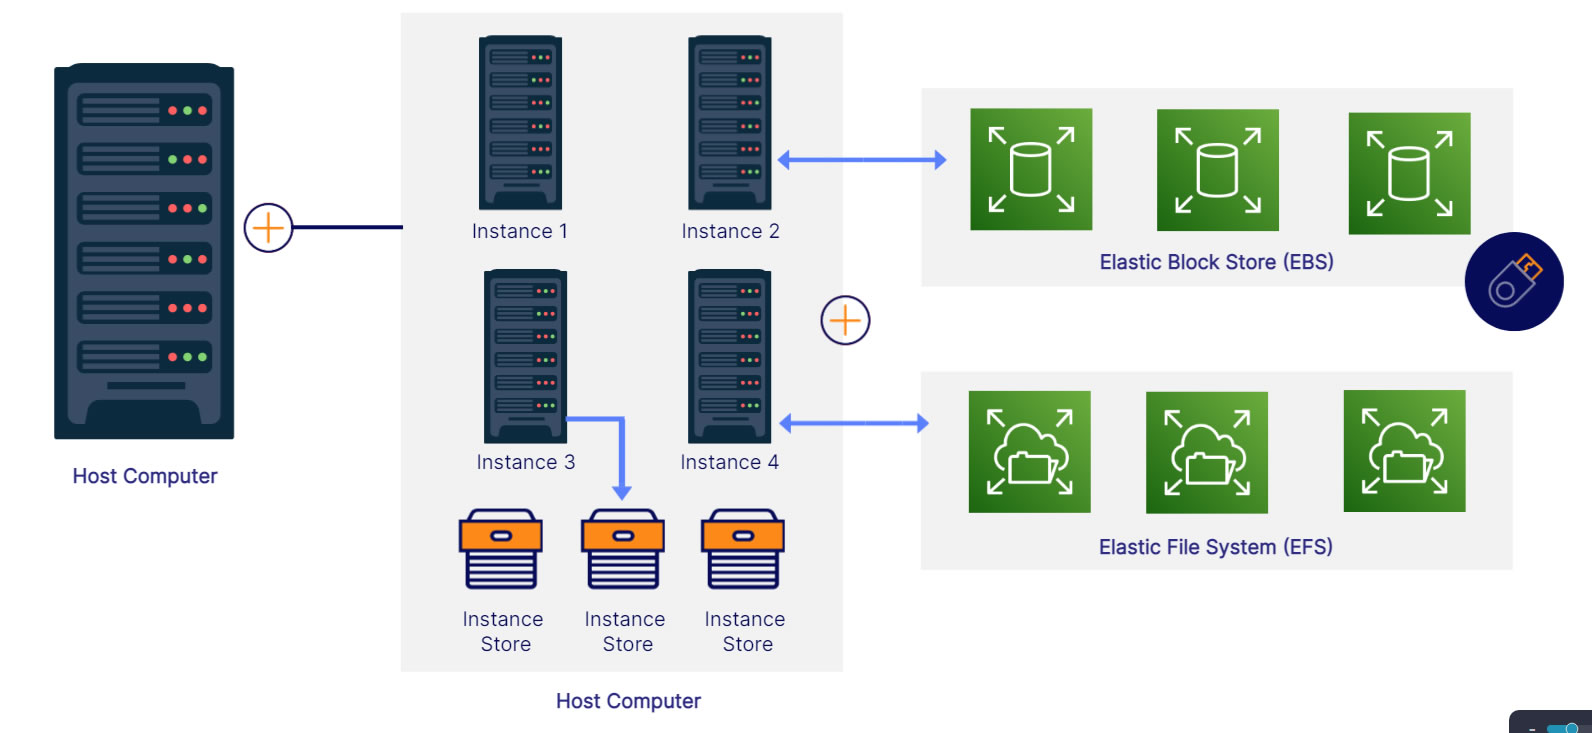 Instance 1
Instance 2
Elastic Block Store (EBS)
Instance 3
Instance 4
Host Computer
Elastic File System (EFS)
Instance
Store
Instance
Store
Instance
Store
Host Computer